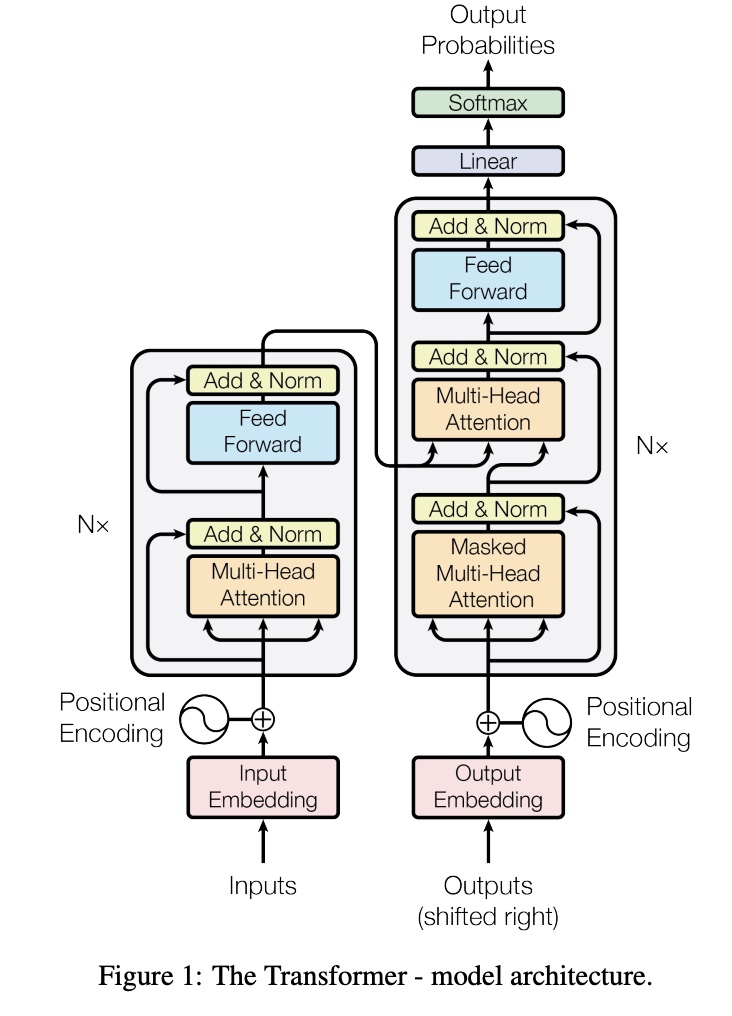 Output
Probabilities
Softmax
Linear
Add & Norm
Feed
Forward
Add & Norm
Multi-Head
Attention
N×
Add & Norm
Masked
Multi-Head
Attention
Add & Norm
Feed
Forward
N×
Add & Norm
Multi-Head
Attention
Positional
Encoding
Positional
Encoding
Input
Embedding
Output
Embedding
Inputs
Outputs
(shifted right)
Figure 1: The Transformer - model architecture.